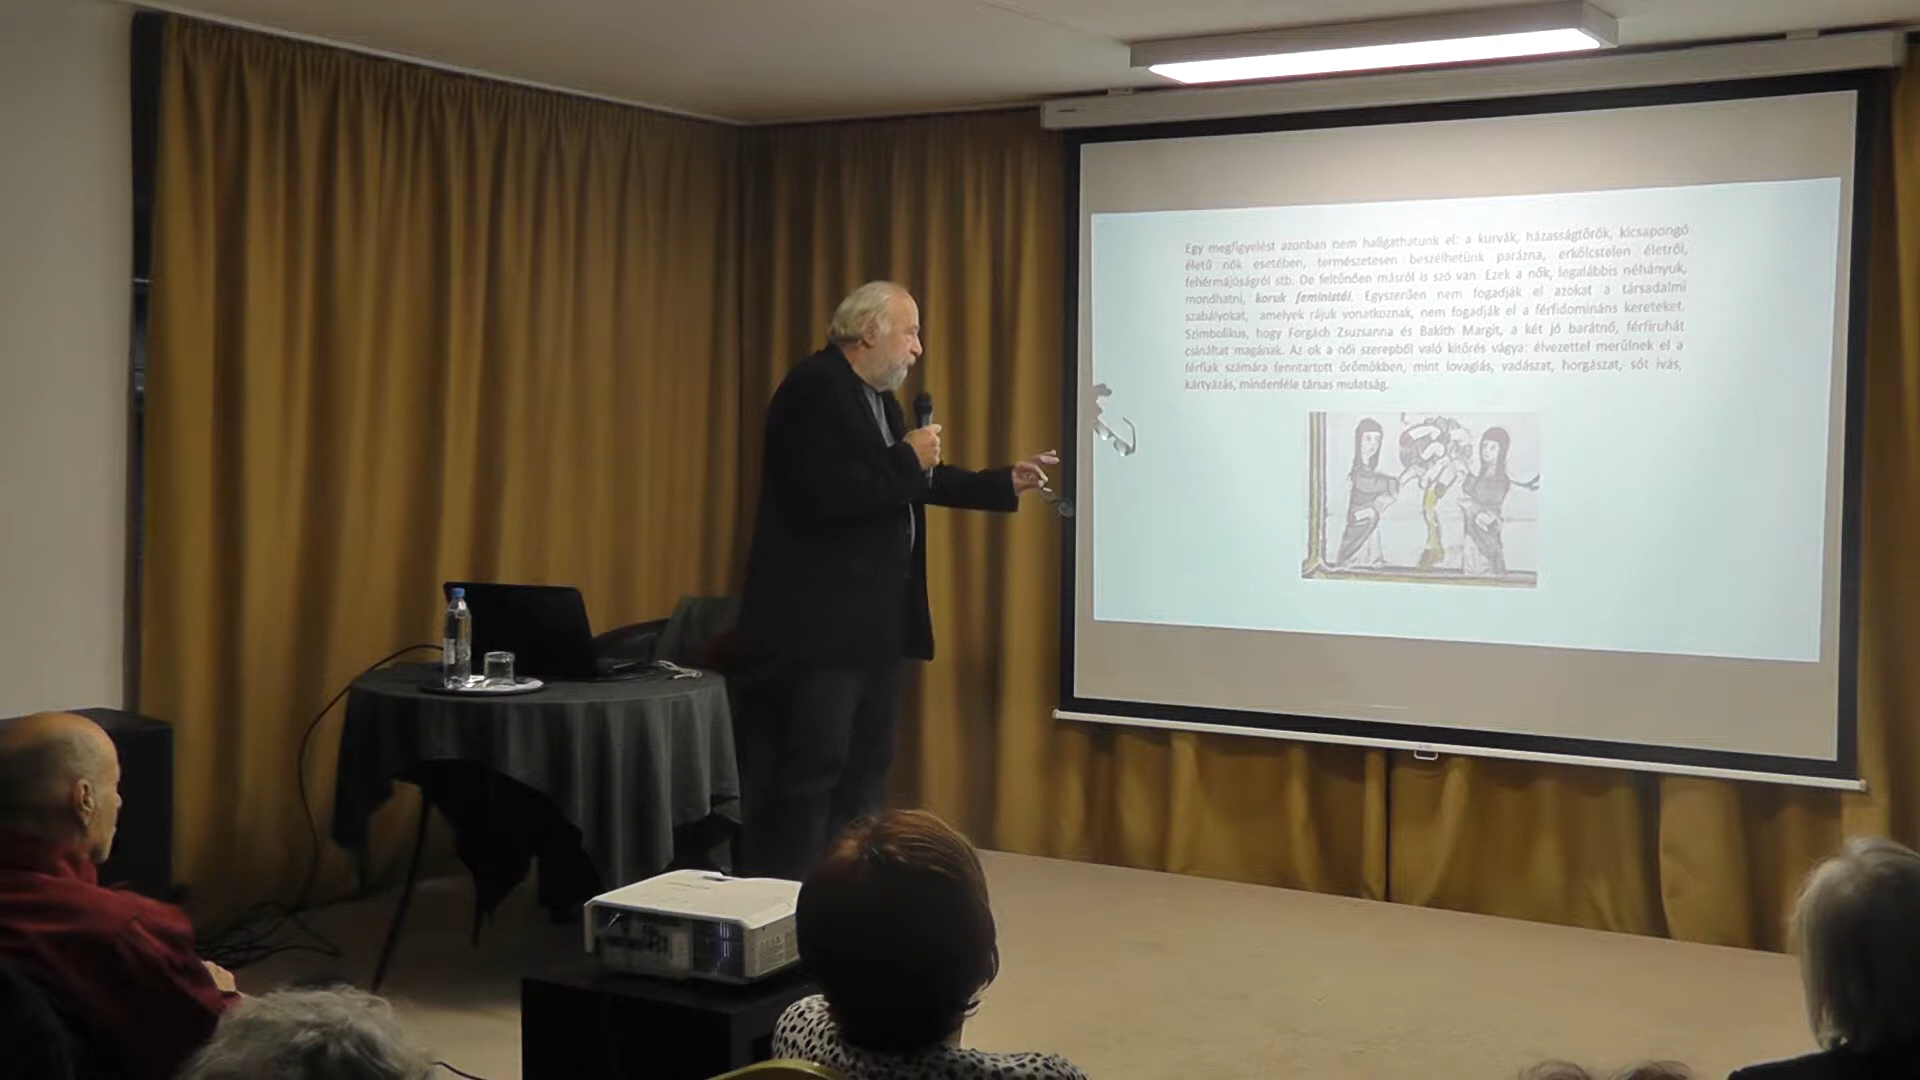 Egy megfigyelést azonban nem hallgathatunk el: a kurvák, házasságtörők, kicsapongó
életű nők esetében, természetesen beszélhetünk parázna, erkölcstelen életről,
fehérmájúságról stb. De feltűnően másról is szó van. Ezek a nők, legalábbis néhányuk,
mondhatni, koruk feministái. Egyszerűen nem fogadják el azokat a társadalmi
szabályokat, amelyek rájuk vonatkoznak, nem fogadják el a férfidomináns kereteket.
Szimbolikus, hogy Forgách Zsuzsanna és Bakith Margit, a két jó barátnő, férfiruhát
csináltat magának. Az ok a női szerepből való kitörés vágya: élvezettel merülnek el a
férfiak számára fenntartott örömökben, mint lovaglás, vadászat, horgászat, sőt ivás,
kártyázás, mindenféle társas mulatság.